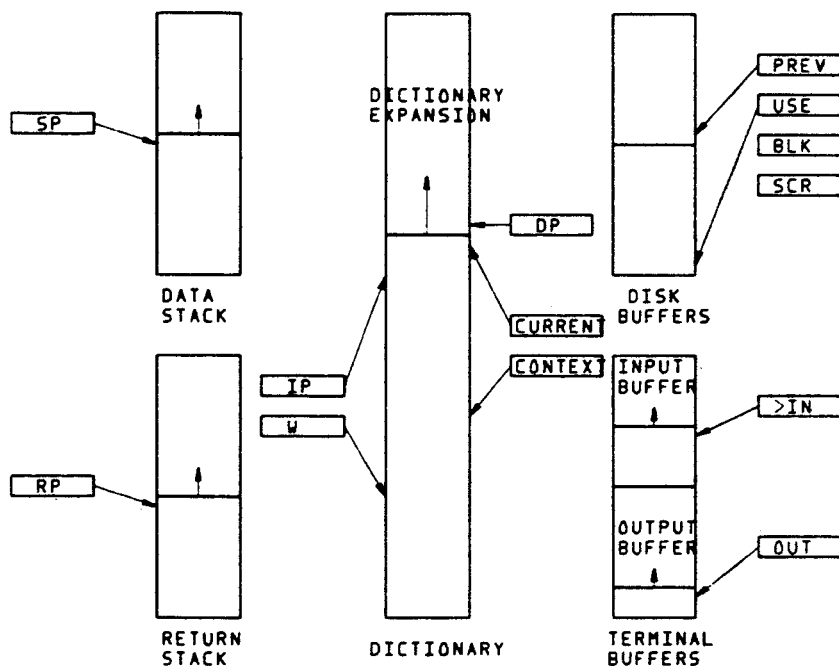 SP
DATA
STACK
RP
RETURN
STACK
DICTIONARY
EXPANSION
DP
CURRENT
CONTEXT
IP
W
DICTIONARY
PREV
USE
BLK
SCR
DISK
BUFFERS
INPUT
BUFFER
>IN
OUTPUT
BUFFER
OUT
TERMINAL
BUFFERS